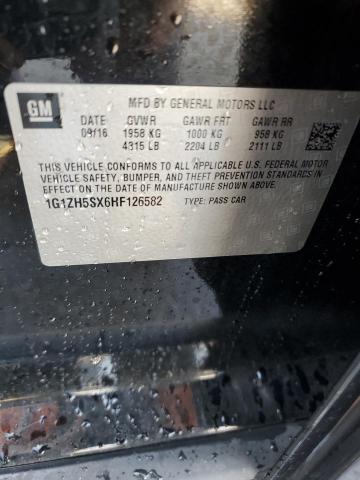 GM
MFD BY GENERAL MOTORS LLC
DATE GVWR GAWR FRT GAWR RR
09/16 1958 KG 1000 KG 958 KG
4315 LB 2204 LB 2111 LB
THIS VEHICLE CONFORMS TO ALL APPLICABLE U.S. FEDERAL MOTOR
VEHICLE SAFETY, BUMPER, AND THEFT PREVENTION STANDARDS
IN EFFECT ON THE DATE OF MANUFACTURE SHOWN ABOVE.
1G1ZH5SX6HF126582 TYPE: PASS CAR